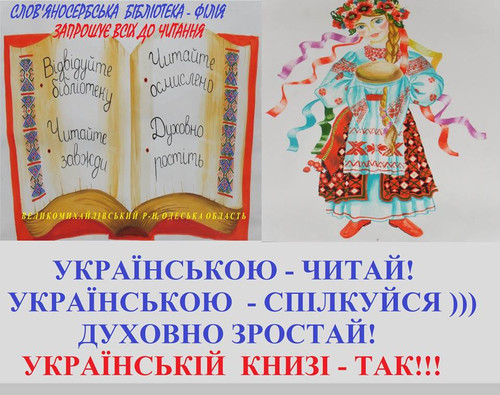 СЛОВ'ЯНОСЕРБСЬКА БІБЛІОТЕКА - ФІЛІЯ
ЗАПРОШУЄ ВСІХ ДО ЧИТАННЯ
Відвідуйте
бібліотеку
Читайте
завжди
Читайте
осмислено
Духовно
ростіть
ВЕЛИКОМИХАЙЛІВСЬКИЙ Р-Н, ОДЕСЬКА ОБЛАСТЬ
УКРАЇНСЬКОЮ - ЧИТАЙ!
УКРАЇНСЬКОЮ - СПІЛКУЙСЯ )))
ДУХОВНО ЗРОСТАЙ!
УКРАЇНСЬКІЙ КНИЗІ - ТАК!!!